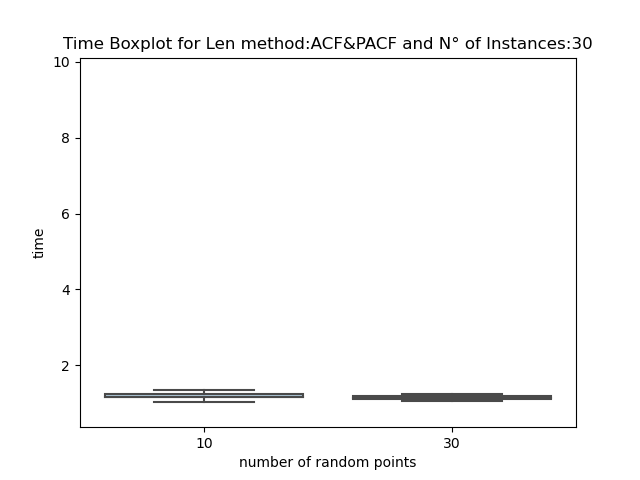 Time Boxplot for Len method:ACF&PACF and N° of Instances:30
10
8
6
4
2
time
10 30
number of random points